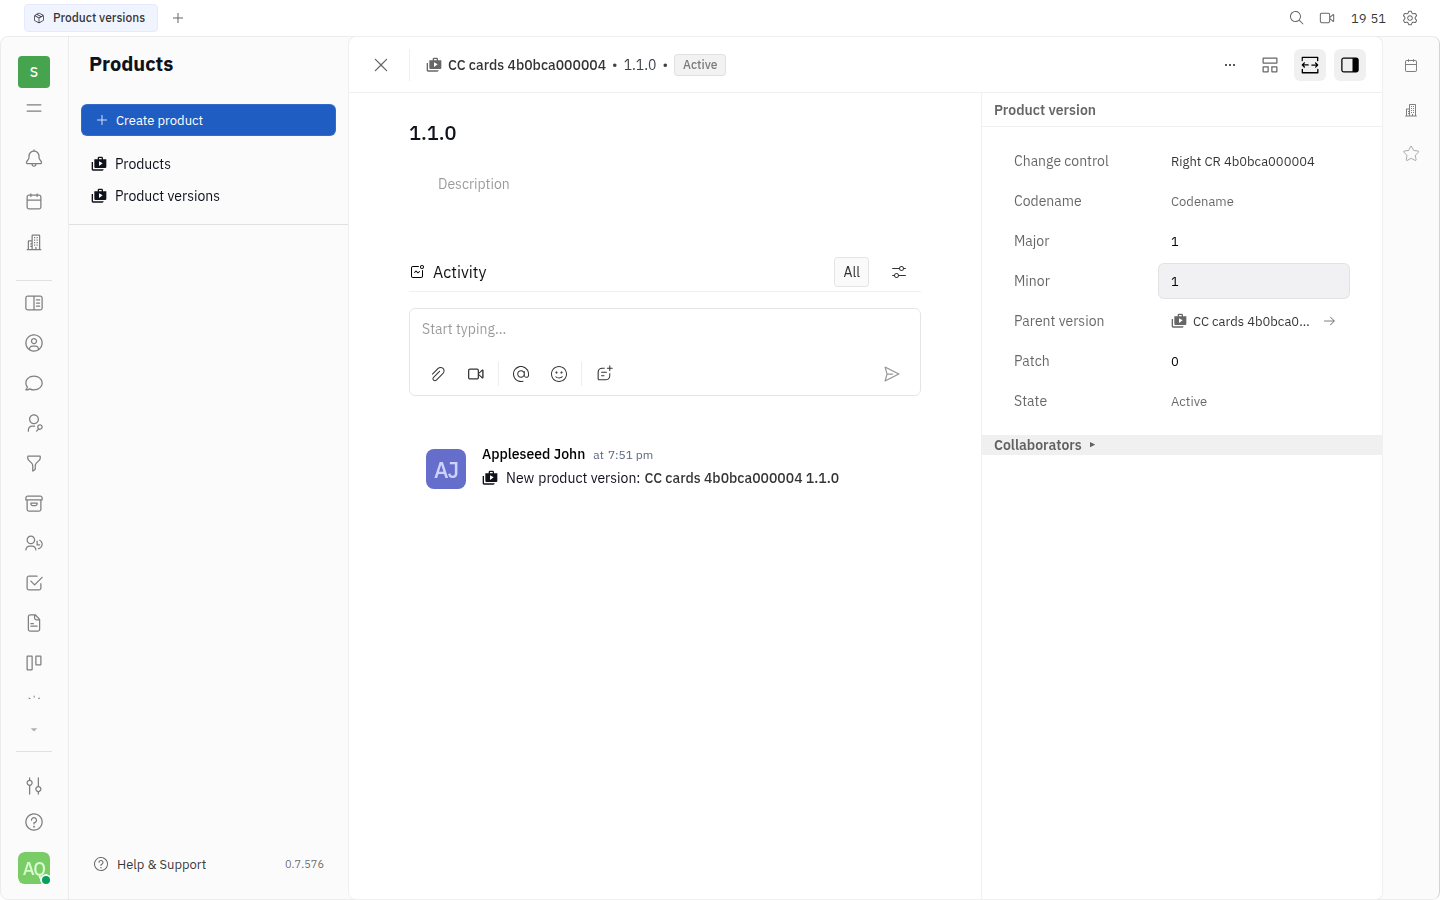 Product versions
19 51
S
Products
Create product
Products
Product versions
CC cards 4b0bca000004 • 1.1.0 • Active
1.1.0
Description
Activity
All
Start typing...
AJ
Appleseed John at 7:51 pm
New product version: CC cards 4b0bca000004 1.1.0
Product version
Change control Right CR 4b0bca000004
Codename Codename
Major 1
Minor 1
Parent version CC cards 4b0bca0...
Patch 0
State Active
Collaborators
Help & Support 0.7.576
AQ